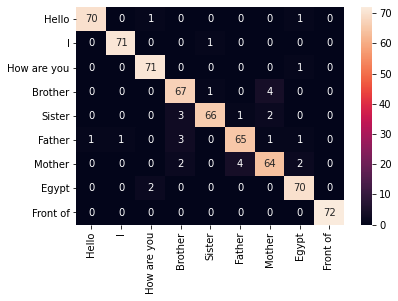 Hello 70 0 1 0 0 0 0 1 0
I 0 71 0 0 1 0 0 0 0
How are you 0 0 71 0 0 0 0 1 0
Brother 0 0 0 67 1 0 4 0 0
Sister 0 0 0 3 66 1 2 0 0
Father 1 1 0 3 0 65 1 1 0
Mother 0 0 0 2 0 4 64 2 0
Egypt 0 0 2 0 0 0 0 70 0
Front of 0 0 0 0 0 0 0 0 72
Hello I How are you Brother Sister Father Mother Egypt Front of
70
60
50
40
30
20
10
0